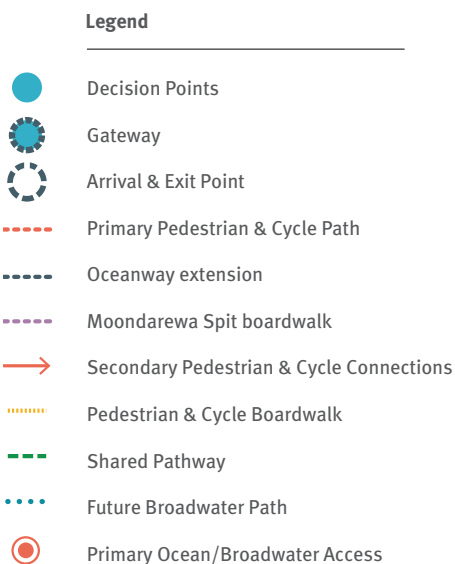 Legend
Decision Points
Gateway
Arrival & Exit Point
Primary Pedestrian & Cycle Path
Oceanway extension
Moondarewa Spit boardwalk
Secondary Pedestrian & Cycle Connections
Pedestrian & Cycle Boardwalk
Shared Pathway
Future Broadwater Path
Primary Ocean/Broadwater Access